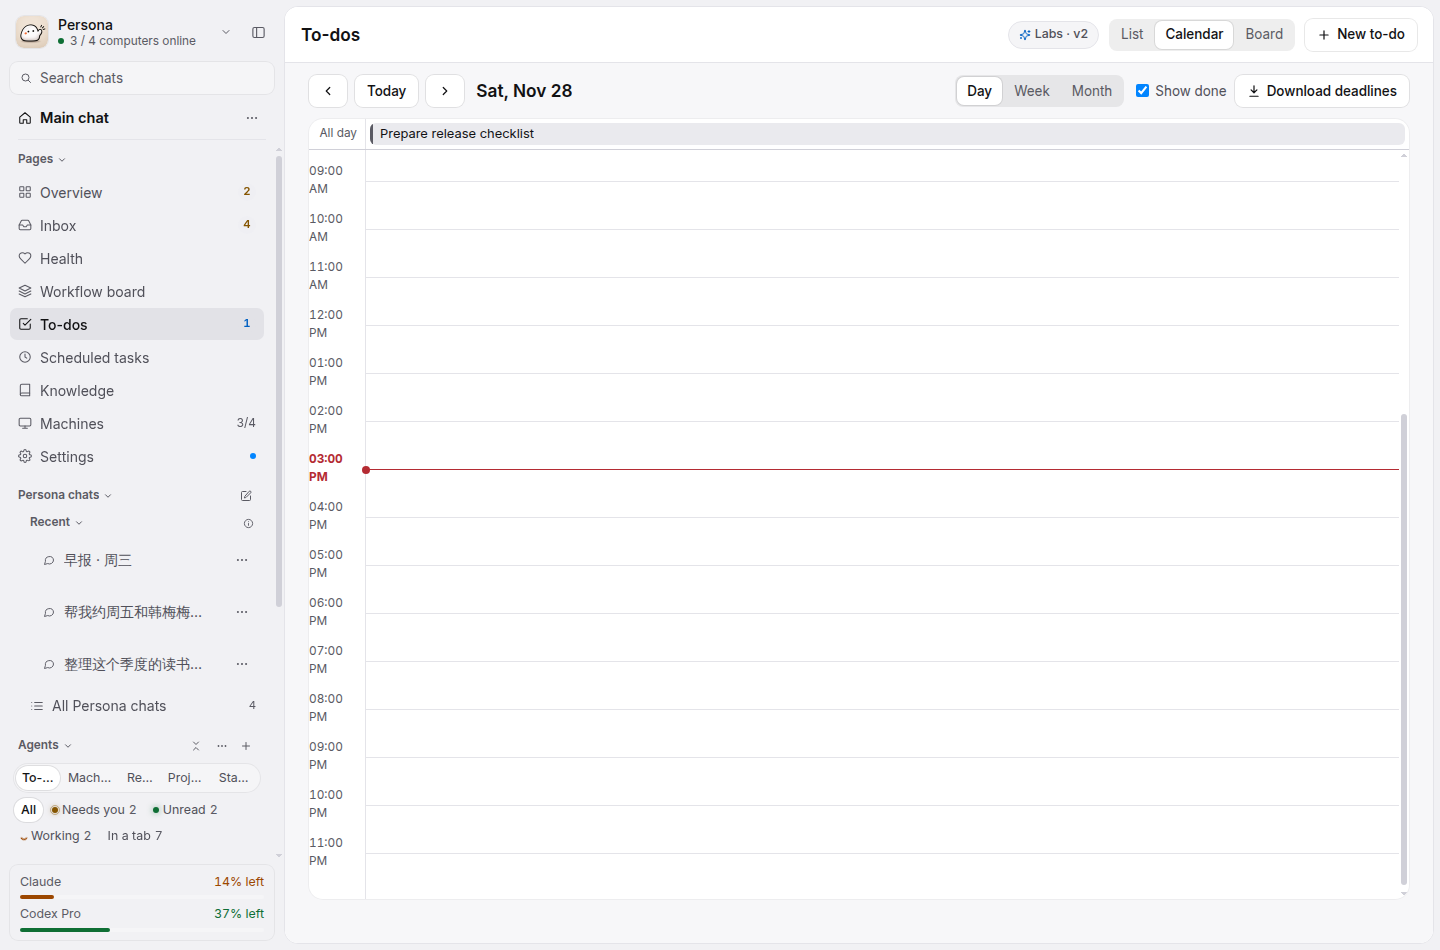 Persona
3 / 4 computers online
Search chats
Main chat
Pages
Overview 2
Inbox 4
Health
Workflow board
To-dos 1
Scheduled tasks
Knowledge
Machines 3/4
Settings
Persona chats
Recent
早报 · 周三
帮我约周五和韩梅梅...
整理这个季度的读书...
All Persona chats 4
Agents
To-... Mach... Re... Proj... Sta...
All Needs you 2 Unread 2
Working 2 In a tab 7
Claude 14% left
Codex Pro 37% left
To-dos
Labs · v2
List Calendar Board
New to-do
Today
Sat, Nov 28
Day Week Month
Show done
Download deadlines
All day
Prepare release checklist
09:00
AM
10:00
AM
11:00
AM
12:00
PM
01:00
PM
02:00
PM
03:00
PM
04:00
PM
05:00
PM
06:00
PM
07:00
PM
08:00
PM
09:00
PM
10:00
PM
11:00
PM